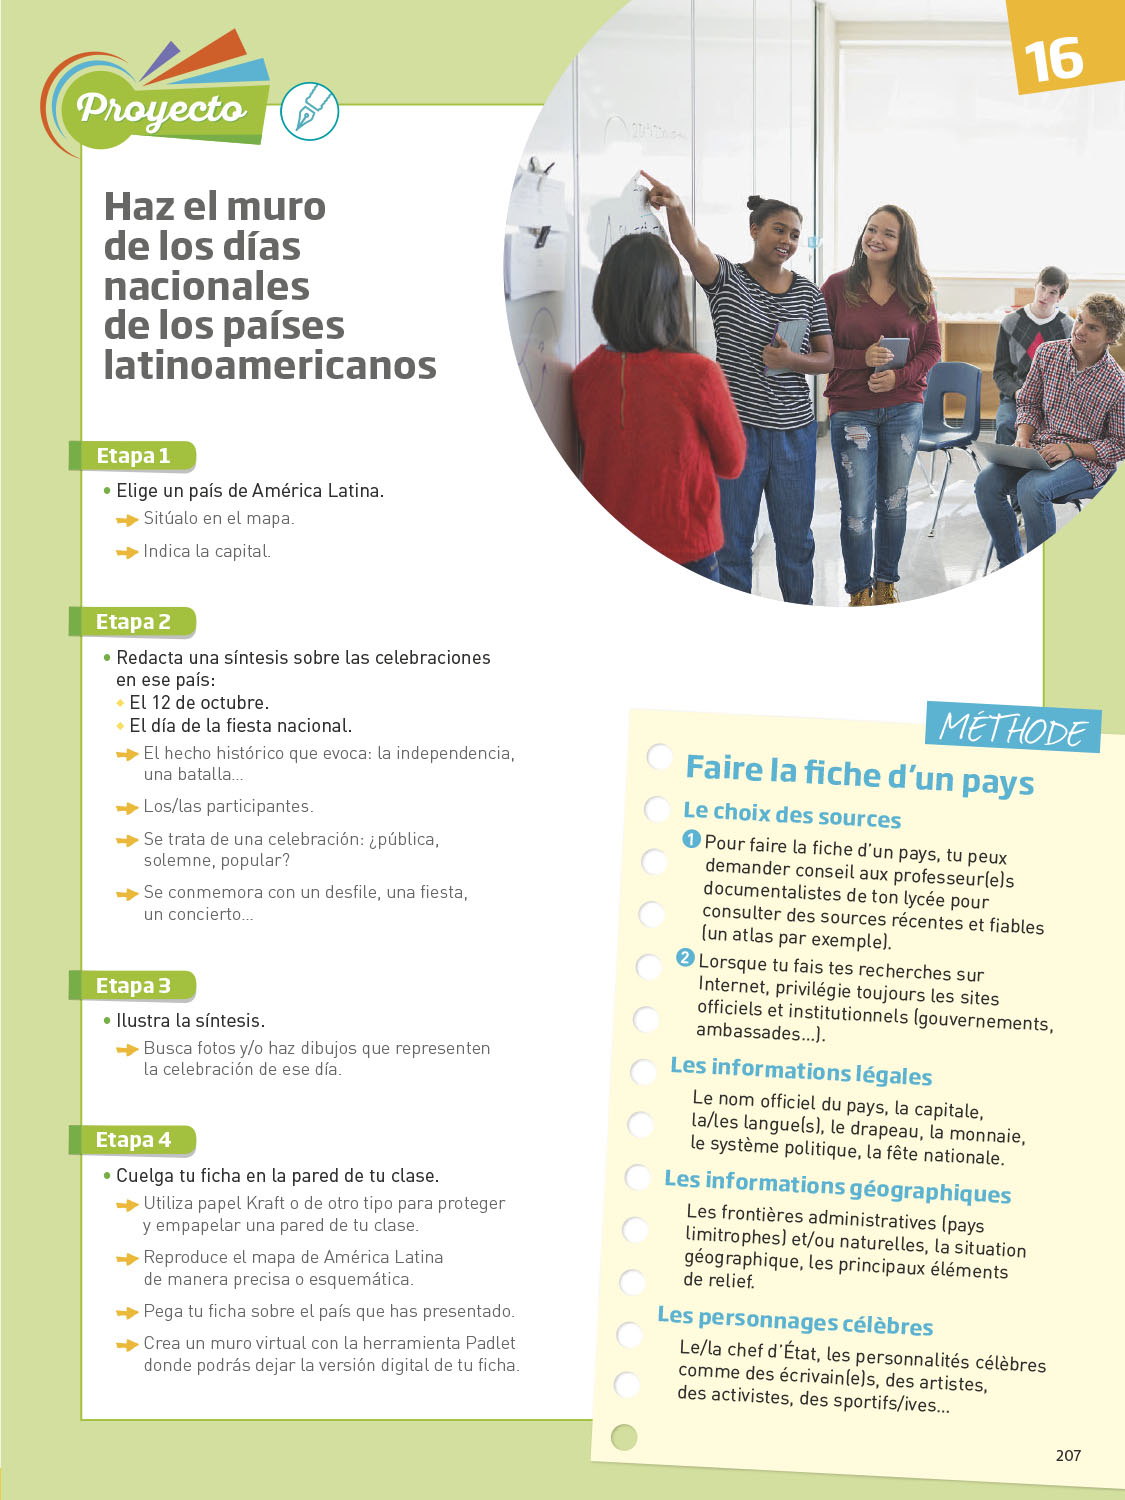 16
Proyecto
Haz el muro
de los días
nacionales
de los países
latinoamericanos
Etapa 1
• Elige un país de América Latina.
Sitúalo en el mapa.
Indica la capital.
Etapa 2
• Redacta una síntesis sobre las celebraciones
en ese país:
El 12 de octubre.
El día de la fiesta nacional.
El hecho histórico que evoca: la independencia,
una batalla...
Los/las participantes.
Se trata de una celebración: ¿pública,
solemne, popular?
Se conmemora con un desfile, una fiesta,
un concierto...
Etapa 3
• Ilustra la síntesis.
Busca fotos y/o haz dibujos que representen
la celebración de ese día.
Etapa 4
• Cuelga tu ficha en la pared de tu clase.
Utiliza papel Kraft o de otro tipo para proteger
y empapelar una pared de tu clase.
Reproduce el mapa de América Latina
de manera precisa o esquemática.
Pega tu ficha sobre el país que has presentado.
Crea un muro virtual con la herramienta Padlet
donde podrás dejar la versión digital de tu ficha.
MÉTHODE
Faire la fiche d'un pays
Le choix des sources
1 Pour faire la fiche d'un pays, tu peux
demander conseil aux professeur(e)s
documentalistes de ton lycée pour
consulter des sources récentes et fiables
(un atlas par exemple).
2 Lorsque tu fais tes recherches sur
Internet, privilégie toujours les sites
officiels et institutionnels (gouvernements,
ambassades...).
Les informations légales
Le nom officiel du pays, la capitale,
la/les langue(s), le drapeau, la monnaie,
le système politique, la fête nationale.
Les informations géographiques
Les frontières administratives (pays
limitrophes) et/ou naturelles, la situation
géographique, les principaux éléments
de relief.
Les personnages célèbres
Le/la chef d'État, les personnalités célèbres
comme des écrivain(e)s, des artistes,
des activistes, des sportifs/ives...
207